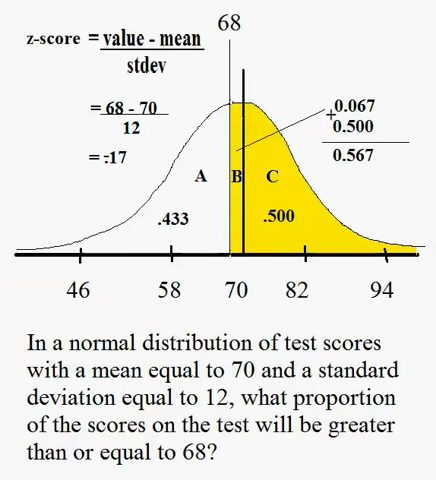 68
z-score = value - mean
stdev
= 68 - 70
12
= -.17
0.067
+ 0.500
0.567
A B C
.433 .500
46 58 70 82 94
In a normal distribution of test scores
with a mean equal to 70 and a standard
deviation equal to 12, what proportion
of the scores on the test will be greater
than or equal to 68?